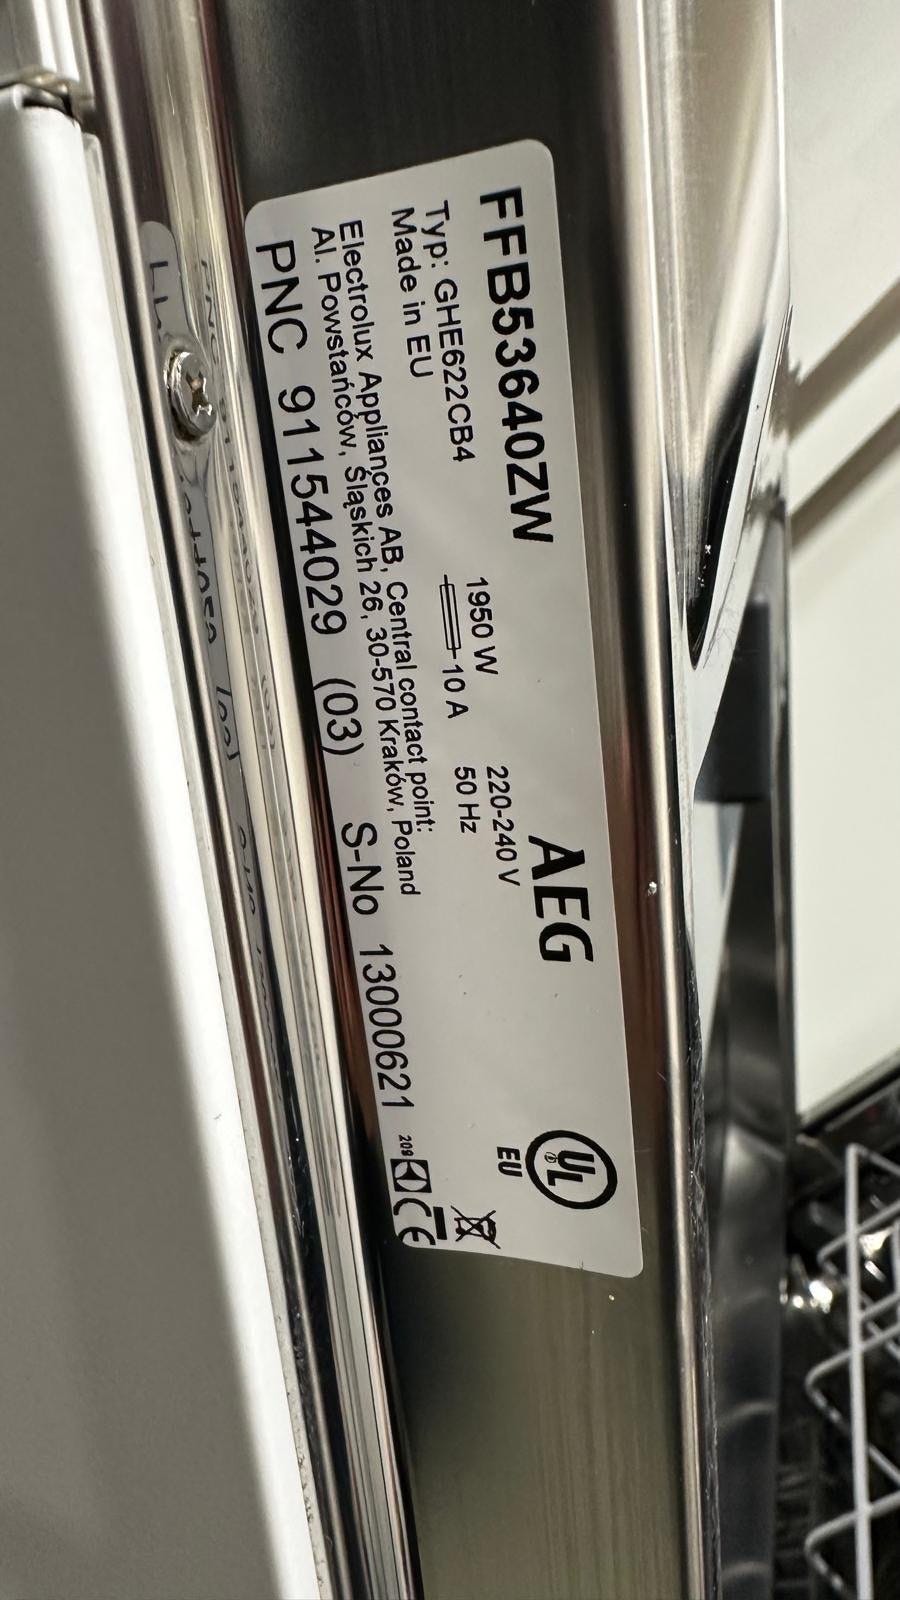 FFB53640ZW
AEG
Typ: GHE622CB4
1950 W
220-240 V
Made in EU
10 A
50 Hz
Electrolux Appliances AB, Central contact point:
Al. Powstańców, Śląskich 26, 30-570 Kraków, Poland
PNC 911544029 (03) S-No 13000621
209
CE
UL
EU